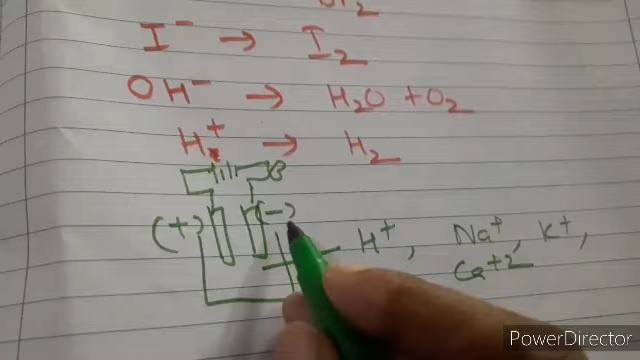 I⁻ → I₂
OH⁻ → H₂O + O₂
H⁺ → H₂
(+) (-) H⁺, Na⁺, K⁺,
Ca⁺²
PowerDirector